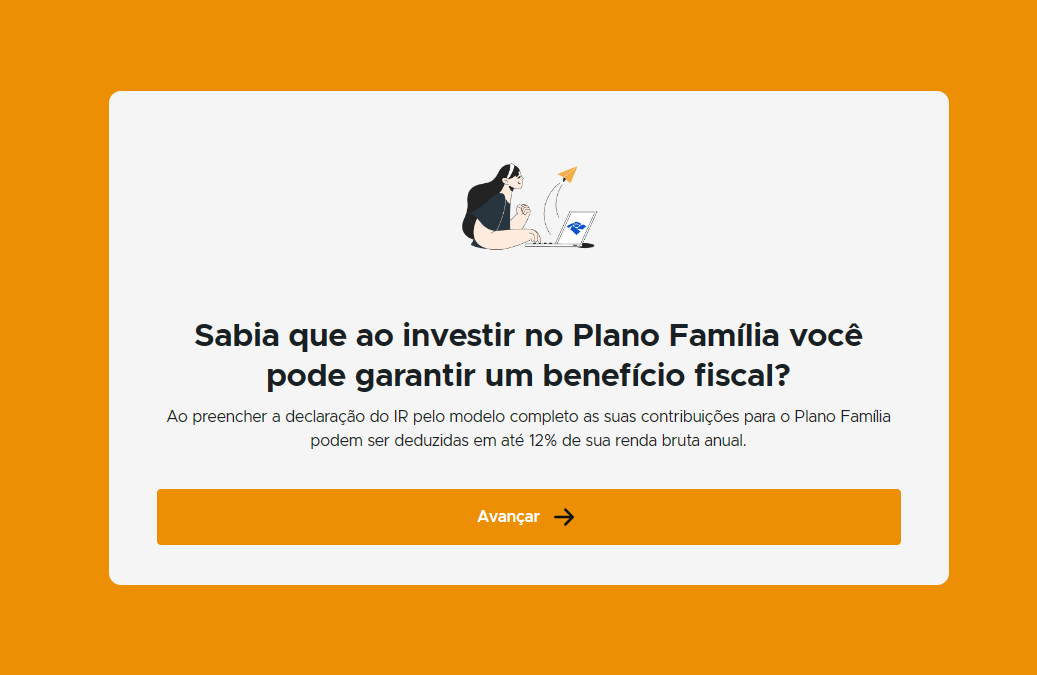 Sabia que ao investir no Plano Família você
pode garantir um benefício fiscal?
Ao preencher a declaração do IR pelo modelo completo as suas contribuições para o Plano Família
podem ser deduzidas em até 12% de sua renda bruta anual.
Avançar